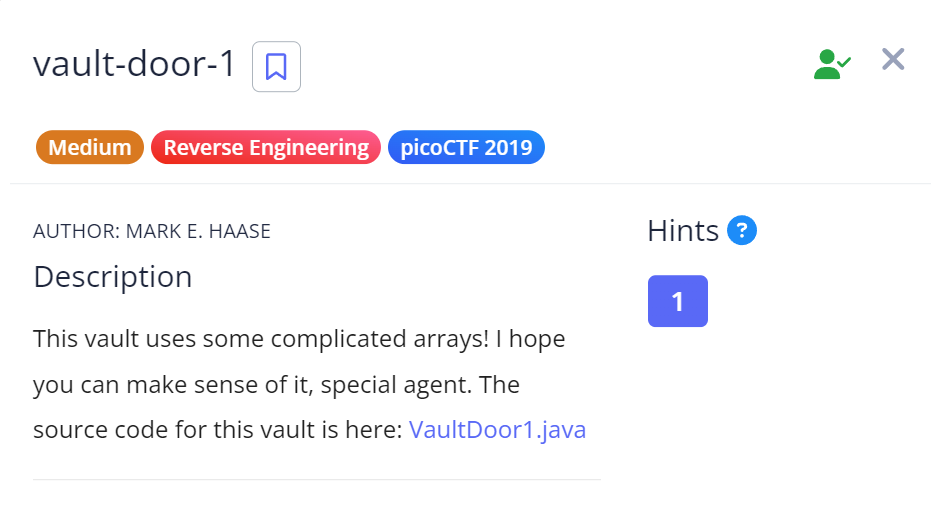 vault-door-1
Medium Reverse Engineering picoCTF 2019
AUTHOR: MARK E. HAASE
Description
This vault uses some complicated arrays! I hope
you can make sense of it, special agent. The
source code for this vault is here: VaultDoor1.java
Hints ?
1